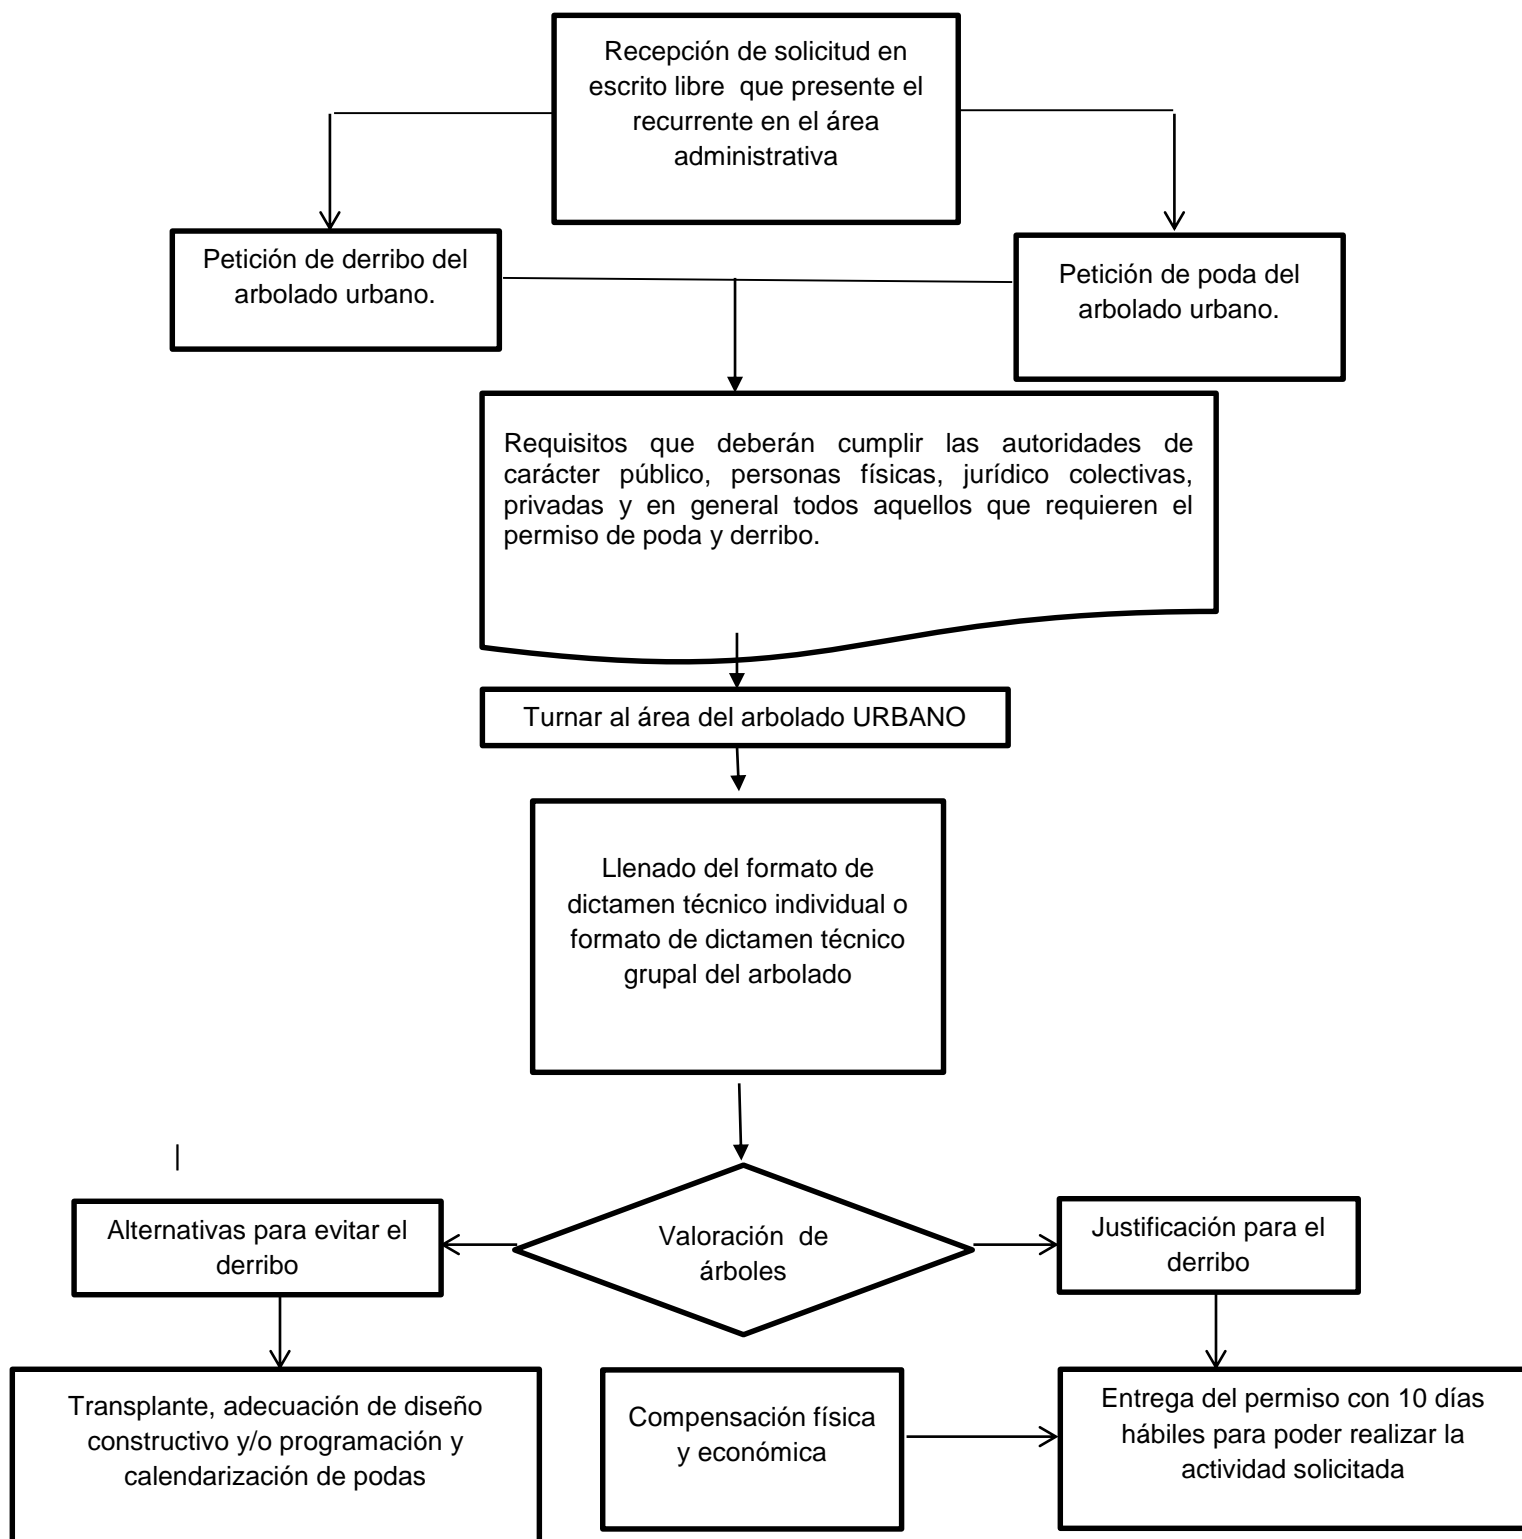 Recepción de solicitud en
escrito libre que presente el
recurrente en el área
administrativa
Petición de derribo del
arbolado urbano.
Petición de poda del
arbolado urbano.
Requisitos que deberán cumplir las autoridades de
carácter público, personas físicas, jurídico colectivas,
privadas y en general todos aquellos que requieren el
permiso de poda y derribo.
Turnar al área del arbolado URBANO
Llenado del formato de
dictamen técnico individual o
formato de dictamen técnico
grupal del arbolado
Alternativas para evitar el
derribo
Valoración de
árboles
Justificación para el
derribo
Transplante, adecuación de diseño
constructivo y/o programación y
calendarización de podas
Compensación física
y económica
Entrega del permiso con 10 días
hábiles para poder realizar la
actividad solicitada